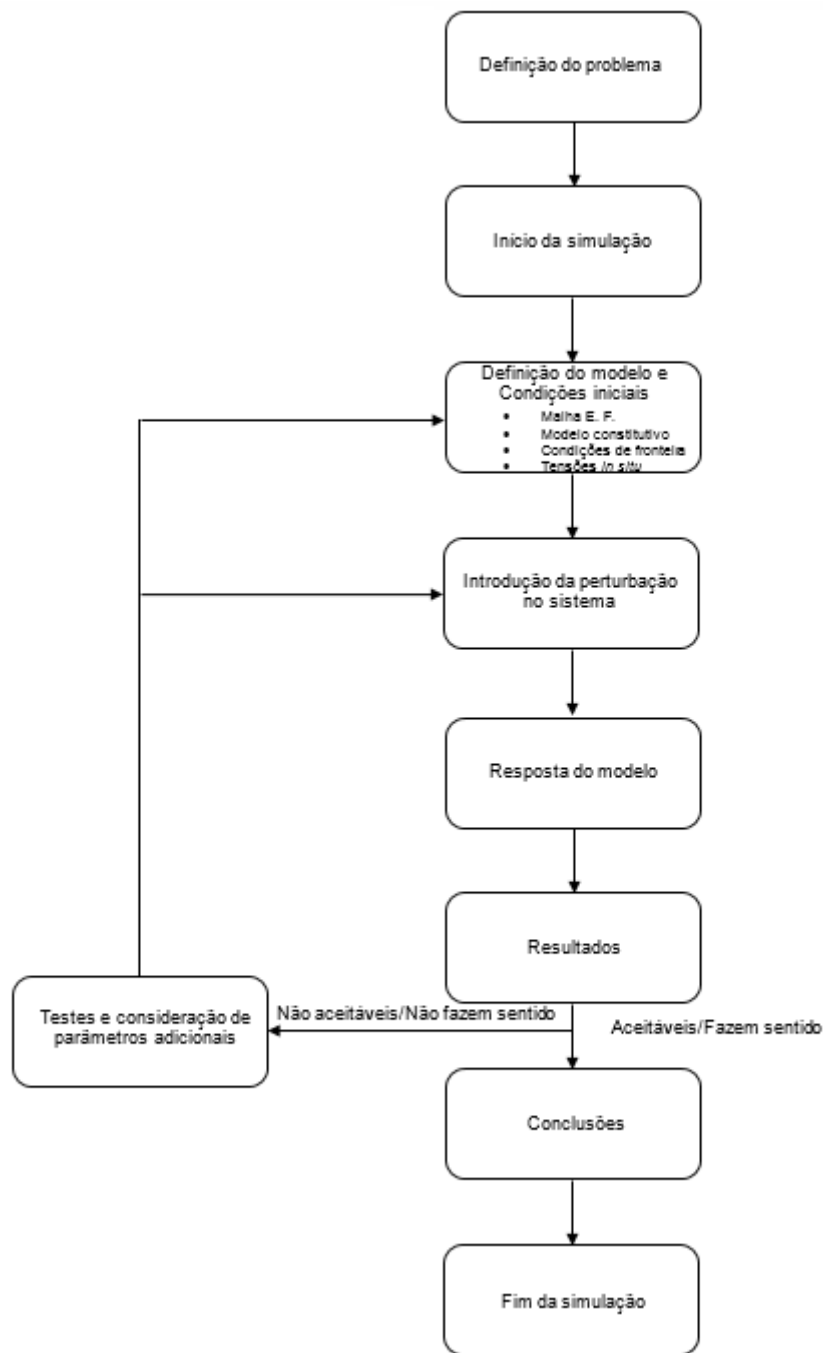 Definição do problema
Inicio da simulação
Definição do modelo e
Condições iniciais
• Malha E. F.
• Modelo constitutivo
• Condições de fronteira
• Tensões in situ
Introdução da perturbação
no sistema
Resposta do modelo
Resultados
Testes e consideração de
parâmetros adicionais
Não aceitáveis/Não fazem sentido
Aceitáveis/Fazem sentido
Conclusões
Fim da simulação